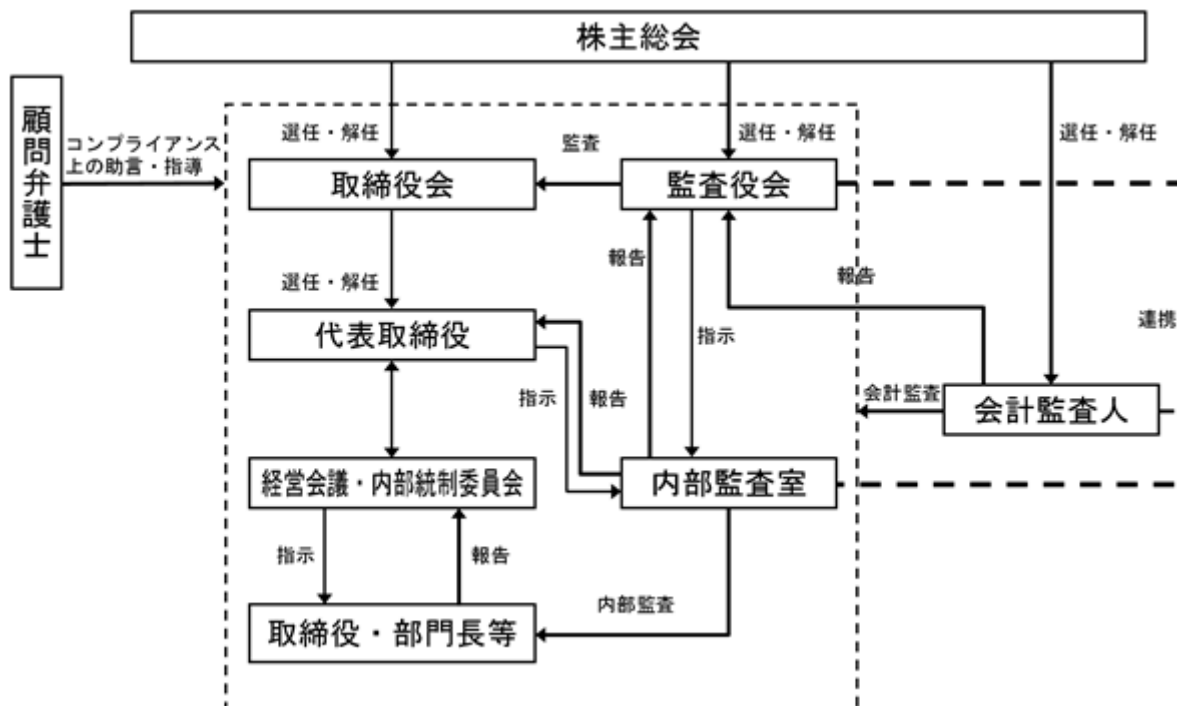 株主総会
顧問弁護士
コンプライアンス
上の助言・指導
選任・解任
監査
選任・解任
選任・解任
取締役会
監査役会
報告
報告
選任・解任
代表取締役
指示
連携
指示
報告
会計監査
会計監査人
経営会議・内部統制委員会
内部監査室
指示
報告
内部監査
取締役・部門長等